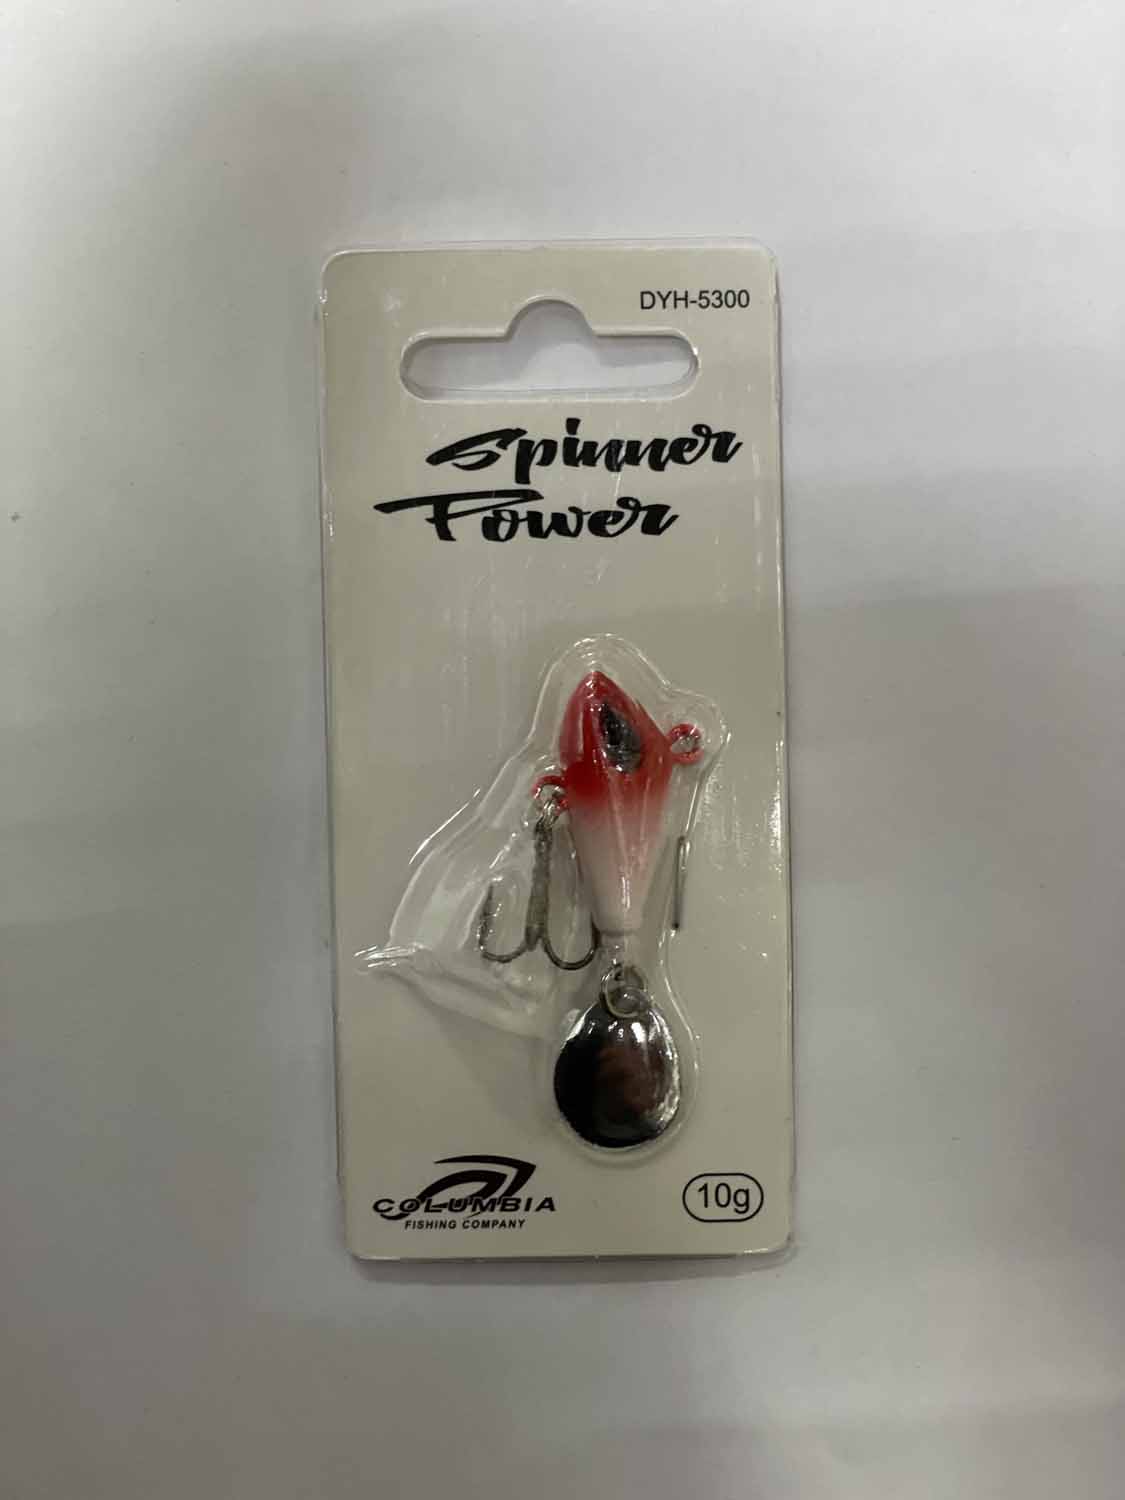 DYH-5300
Spinner
Power
COLUMBIA
FISHING COMPANY
10g